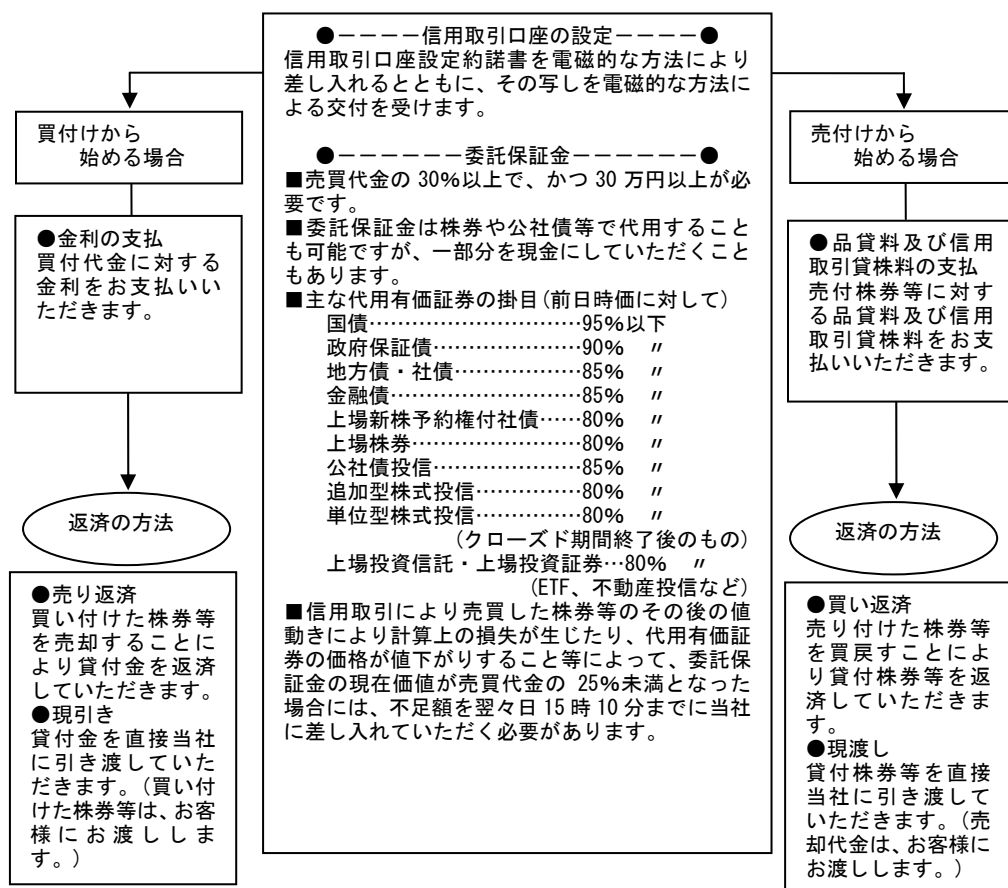 ●ーーーー信用取引口座の設定ーーーー●
信用取引口座設定約諾書を電磁的な方法により
差し入れるとともに、その写しを電磁的な方法に
よる交付を受けます。
●ーーーーーー委託保証金ーーーーーー●
■売買代金の 30%以上で、かつ 30 万円以上が必
要です。
■委託保証金は株券や公社債等で代用すること
も可能ですが、一部分を現金にしていただくこと
もあります。
■主な代用有価証券の掛目(前日時価に対して)
国債…………………………95%以下
政府保証債…………………90% 〃
地方債・社債………………85% 〃
金融債………………………85% 〃
上場新株予約権付社債……80% 〃
上場株券……………………80% 〃
公社債投信…………………85% 〃
追加型株式投信……………80% 〃
単位型株式投信……………80% 〃
(クローズド期間終了後のもの)
上場投資信託・上場投資証券…80% 〃
(ETF、不動産投信など)
■信用取引により売買した株券等のその後の値
動きにより計算上の損失が生じたり、代用有価証
券の価格が値下がりすること等によって、委託保
証金の現在価値が売買代金の 25%未満となった
場合には、不足額を翌々日 15 時 10 分までに当社
に差し入れていただく必要があります。
買付けから
始める場合
●金利の支払
買付代金に対する
金利をお支払いい
ただきます。
返済の方法
●売り返済
買い付けた株券等
を売却することに
より貸付金を返済
していただきます。
●現引き
貸付金を直接当社
に引き渡していた
だきます。(買い付
けた株券等は、お客
様にお渡ししま
す。)
売付けから
始める場合
●品貸料及び信用
取引貸株料の支払
売付株券等に対す
る品貸料及び信用
取引貸株料をお支
払いいただきます。
返済の方法
●買い返済
売り付けた株券等
を買戻すことによ
り貸付株券等を返
済していただきま
す。
●現渡し
貸付株券等を直接
当社に引き渡して
いただきます。(売
却代金は、お客様に
お渡しします。)